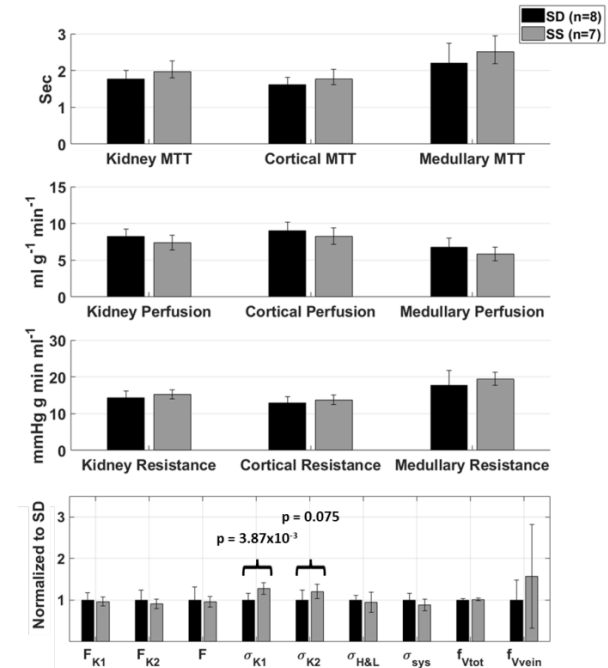 SD (n=8)
SS (n=7)
Sec
3
2
1
0
Kidney MTT Cortical MTT Medullary MTT
ml g⁻¹ min⁻¹
15
10
5
0
Kidney Perfusion Cortical Perfusion Medullary Perfusion
mmHg g min ml⁻¹
30
20
10
0
Kidney Resistance Cortical Resistance Medullary Resistance
Normalized to SD
3
2
1
p = 0.075
p = 3.87x10⁻³
F_K1 F_K2 F σ_K1 σ_K2 σ_H&L σ_sys f_Vtot f_Vvein